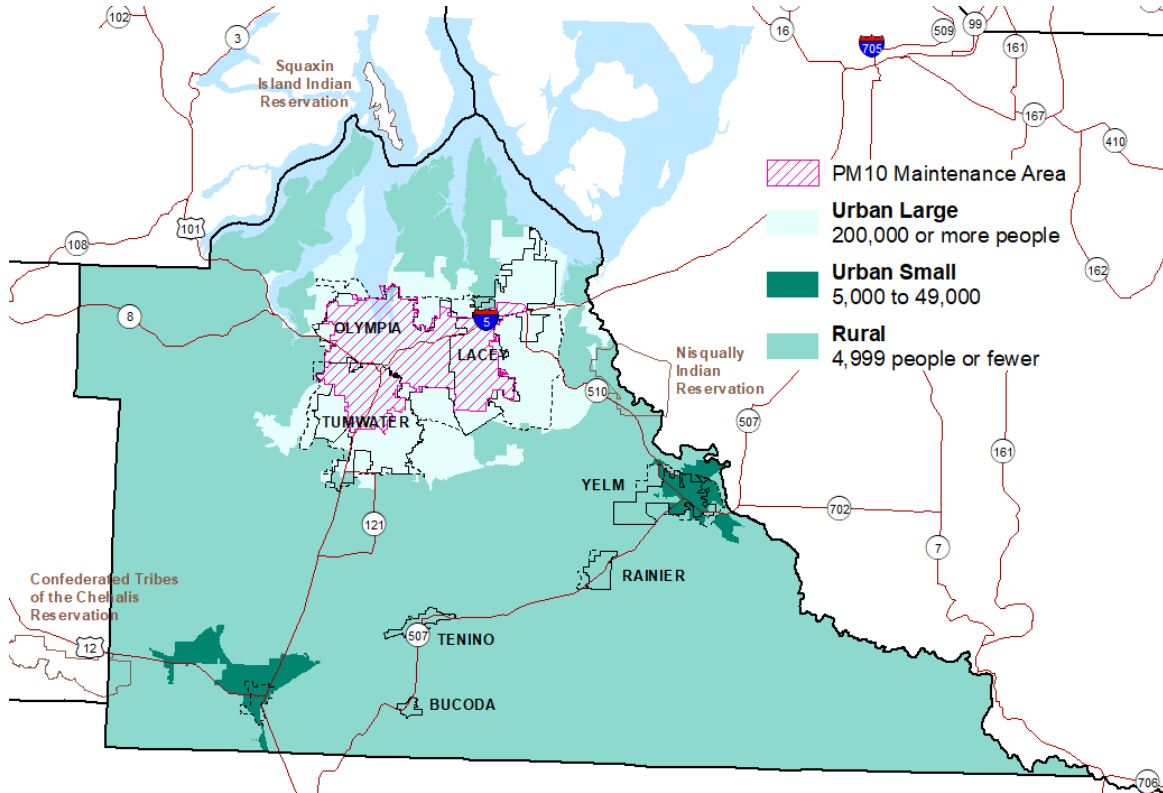 102
3
16
705
509
99
161
Squaxin
Island Indian
Reservation
167
410
PM10 Maintenance Area
Urban Large
200,000 or more people
101
108
162
Urban Small
5,000 to 49,000
8
5
OLYMPIA
LACEY
Rural
4,999 people or fewer
Nisqually
Indian
Reservation
510
TUMWATER
507
161
YELM
121
702
7
Confederated Tribes
of the Chehalis
Reservation
RAINIER
12
507
TENINO
BUCODA
706